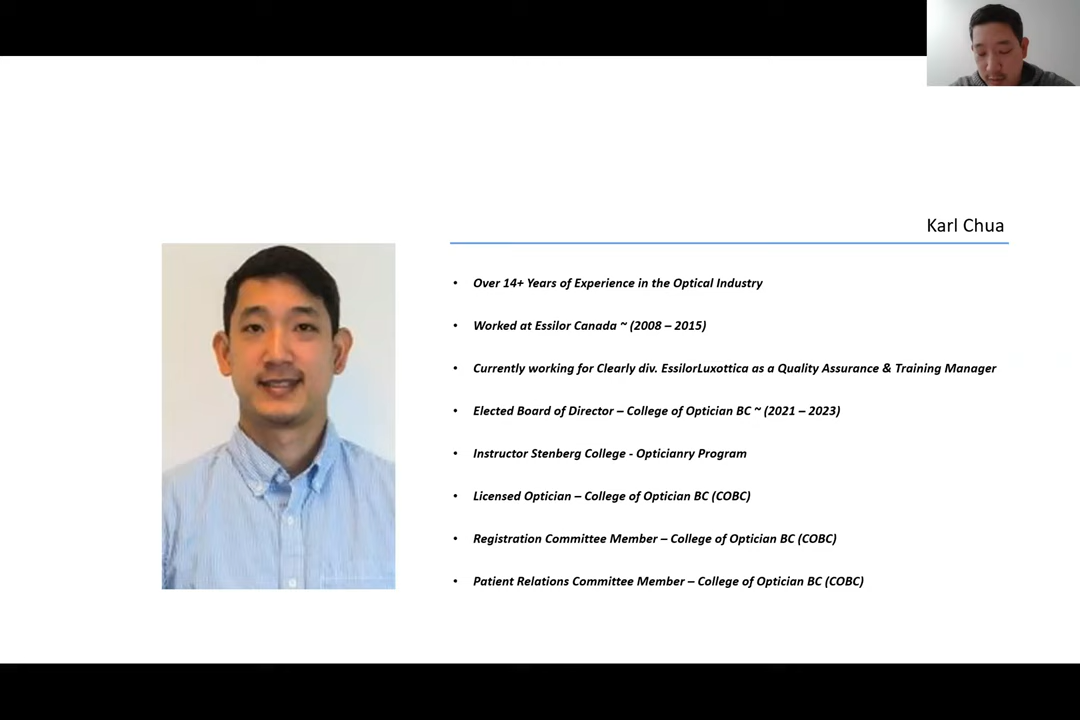 Karl Chua
• Over 14+ Years of Experience in the Optical Industry
• Worked at Essilor Canada ~ (2008 – 2015)
• Currently working for Clearly div. EssilorLuxottica as a Quality Assurance & Training Manager
• Elected Board of Director – College of Optician BC ~ (2021 – 2023)
• Instructor Stenberg College - Opticianry Program
• Licensed Optician – College of Optician BC (COBC)
• Registration Committee Member – College of Optician BC (COBC)
• Patient Relations Committee Member – College of Optician BC (COBC)